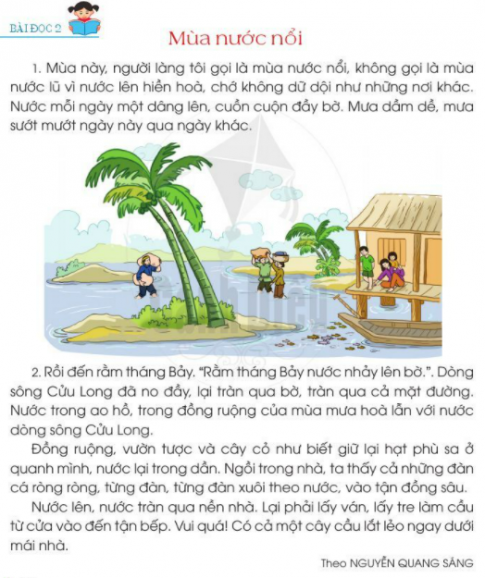 BÀI ĐỌC 2
Mùa nước nổi
1. Mùa này, người làng tôi gọi là mùa nước nổi, không gọi là mùa
nước lũ vì nước lên hiền hoà, chớ không dữ dội như những nơi khác.
Nước mỗi ngày một dâng lên, cuồn cuộn đầy bờ. Mưa dầm dề, mưa
sướt mướt ngày này qua ngày khác.
2. Rồi đến rằm tháng Bảy. “Rằm tháng Bảy nước nhảy lên bờ.”. Dòng
sông Cửu Long đã no đầy, lại tràn qua bờ, tràn qua cả mặt đường.
Nước trong ao hồ, trong đồng ruộng của mùa mưa hoà lẫn với nước
dòng sông Cửu Long.
Đồng ruộng, vườn tược và cây cỏ như biết giữ lại hạt phù sa ở
quanh mình, nước lại trong dần. Ngồi trong nhà, ta thấy cả những đàn
cá ròng ròng, từng đàn, từng đàn xuôi theo nước, vào tận đồng sâu.
Nước lên, nước tràn qua nền nhà. Lại phải lấy ván, lấy tre làm cầu
từ cửa vào đến tận bếp. Vui quá! Có cả một cây cầu lắt lẻo ngay dưới
mái nhà.
Theo NGUYỄN QUANG SÁNG